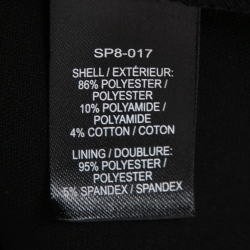 SP8-017
SHELL / EXTÉRIEUR:
86% POLYESTER /
POLYESTER
10% POLYAMIDE /
POLYAMIDE
4% COTTON / COTON
LINING / DOUBLURE:
95% POLYESTER /
POLYESTER
5% SPANDEX / SPANDEX